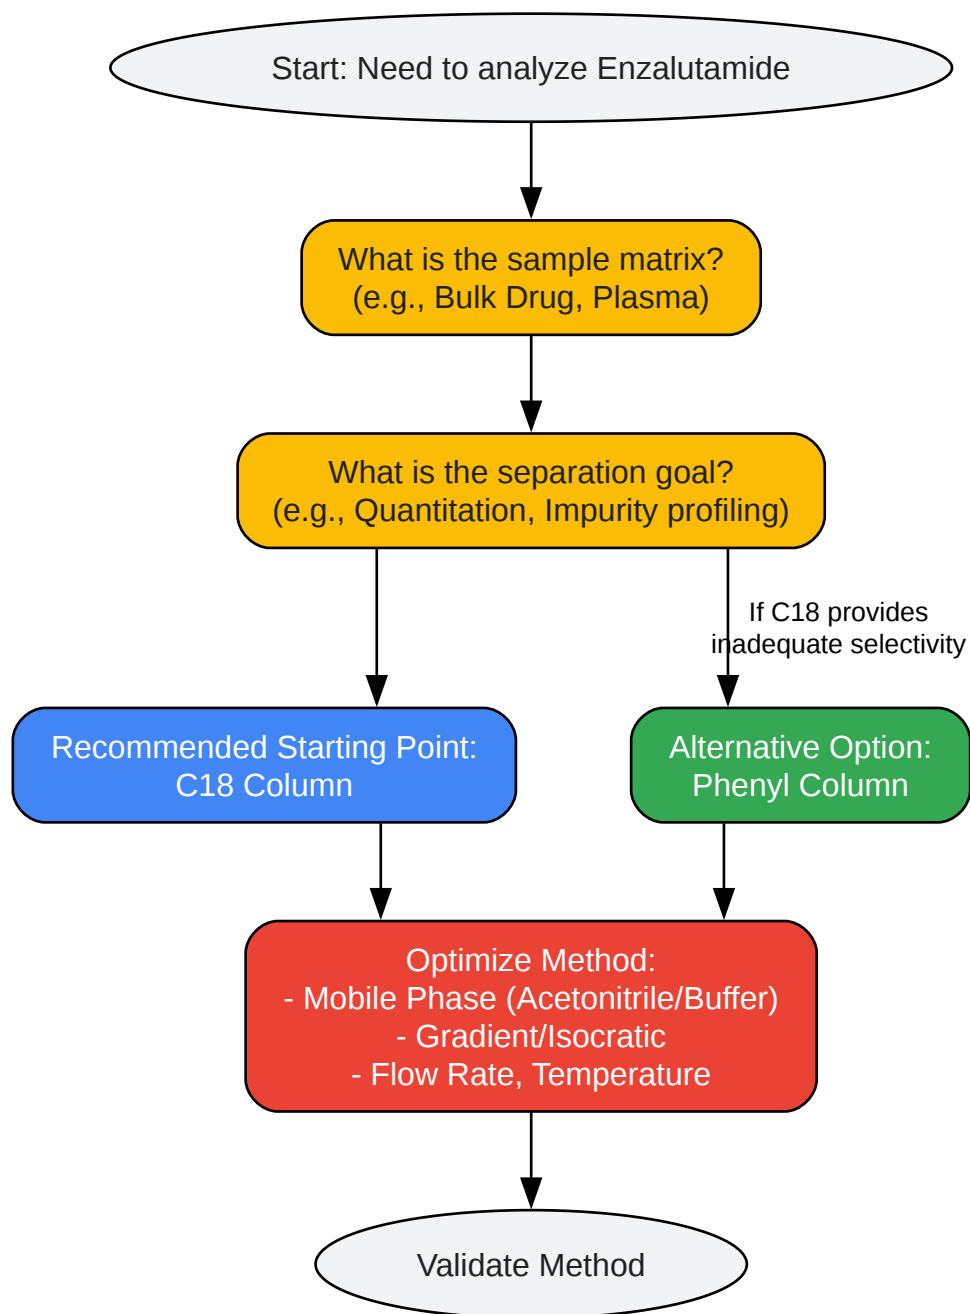 Start: Need to analyze Enzalutamide
What is the sample matrix?
(e.g., Bulk Drug, Plasma)
What is the separation goal?
(e.g., Quantitation, Impurity profiling)
If C18 provides
inadequate selectivity
Recommended Starting Point:
C18 Column
Alternative Option:
Phenyl Column
Optimize Method:
- Mobile Phase (Acetonitrile/Buffer)
- Gradient/Isocratic
- Flow Rate, Temperature
Validate Method